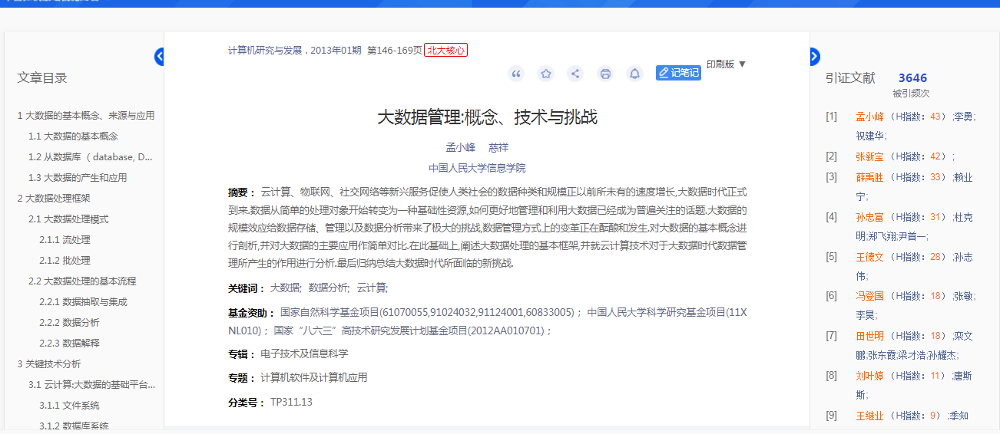 文章目录
1 大数据的基本概念、来源与应用
1.1 大数据的基本概念
1.2 从数据库（ database, D...
1.3 大数据的产生和应用
2 大数据处理框架
2.1 大数据处理模式
2.1.1 流处理
2.1.2 批处理
2.2 大数据处理的基本流程
2.2.1 数据抽取与集成
2.2.2 数据分析
2.2.3 数据解释
3 关键技术分析
3.1 云计算:大数据的基础平台...
3.1.1 文件系统
3.1.2 数据库系统
计算机研究与发展 . 2013年01期 第146-169页 北大核心
记笔记 印刷版 ▼
大数据管理:概念、技术与挑战
孟小峰 慈祥
中国人民大学信息学院
摘要： 云计算、物联网、社交网络等新兴服务促使人类社会的数据种类和规模正以前所未有的速度增长,大数据时代正式
到来.数据从简单的处理对象开始转变为一种基础性资源,如何更好地管理和利用大数据已经成为普遍关注的话题.大数据的
规模效应给数据存储、管理以及数据分析带来了极大的挑战,数据管理方式上的变革正在酝酿和发生.对大数据的基本概念进
行剖析,并对大数据的主要应用作简单对比.在此基础上,阐述大数据处理的基本框架,并就云计算技术对于大数据时代数据管
理所产生的作用进行分析.最后归纳总结大数据时代所面临的新挑战.
关键词： 大数据; 数据分析; 云计算;
基金资助： 国家自然科学基金项目(61070055,91024032,91124001,60833005)； 中国人民大学科学研究基金项目(11X
NL010)； 国家“八六三”高技术研究发展计划基金项目(2012AA010701)；
专辑： 电子技术及信息科学
专题： 计算机软件及计算机应用
分类号： TP311.13
引证文献 3646
被引频次
[1] 孟小峰（H指数：43） ;李勇;
祝建华;
[2] 张新宝（H指数：42） ;
[3] 薛禹胜（H指数：33） ;赖业
宁;
[4] 孙忠富（H指数：31） ;杜克
明;郑飞翔;尹首一;
[5] 王德文（H指数：28） ;孙志
伟;
[6] 冯登国（H指数：18） ;张敏;
李昊;
[7] 田世明（H指数：18） ;栾文
鹏;张东霞;梁才浩;孙耀杰;
[8] 刘叶婷（H指数：11） ;唐斯
斯;
[9] 王继业（H指数：9） ;季知